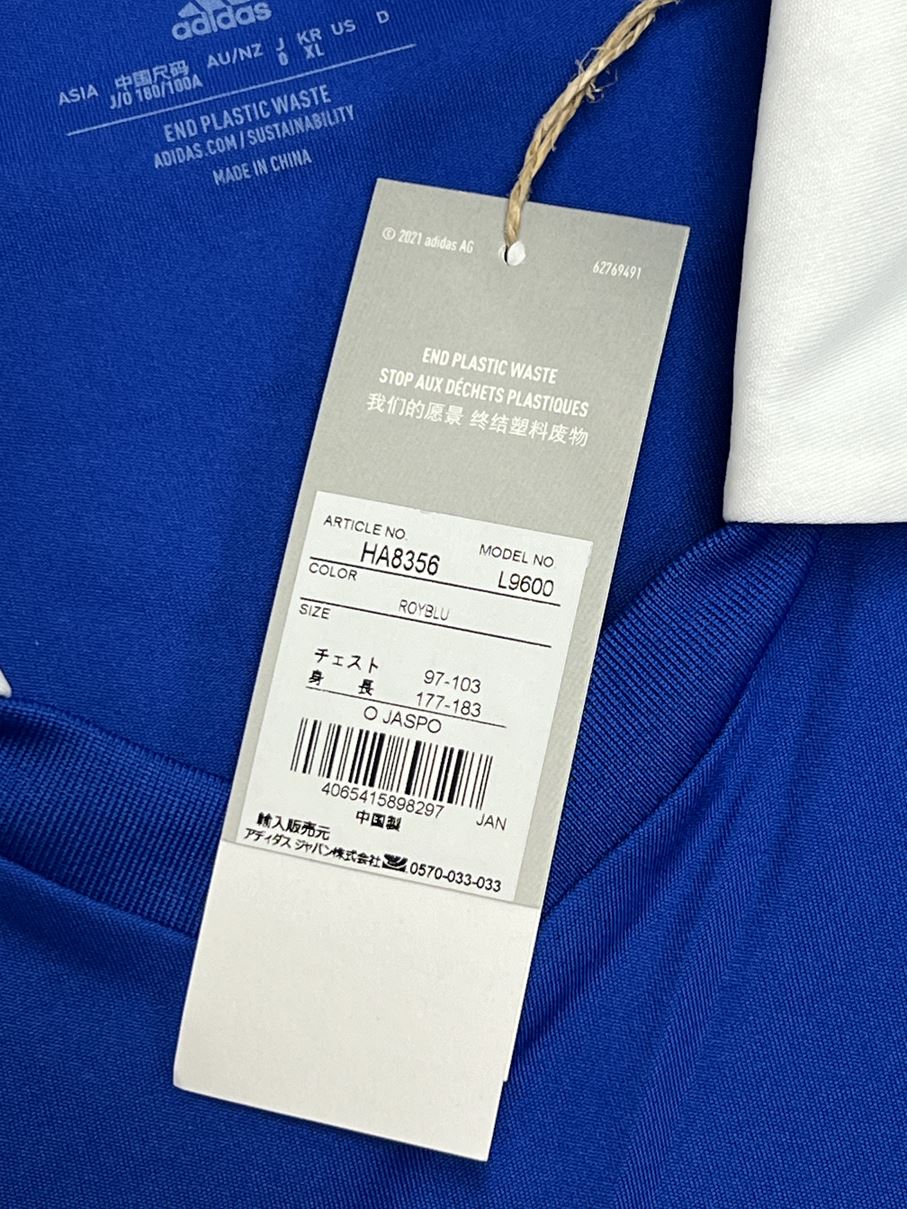 adidas
ASIA 中国尺码 AU/NZ J KR US D
J/O 180/100A O XL
END PLASTIC WASTE
ADIDAS.COM/SUSTAINABILITY
MADE IN CHINA
© 2021 adidas AG
62769491
END PLASTIC WASTE
STOP AUX DÉCHETS PLASTIQUES
我们的愿景 终结塑料废物
ARTICLE NO. MODEL NO
HA8356 L9600
COLOR
ROYBLU
SIZE
チェスト 97-103
身 長 177-183
O JASPO
4065415898297 JAN
中国製
輸入販売元
アディダス ジャパン株式会社 0570-033-033